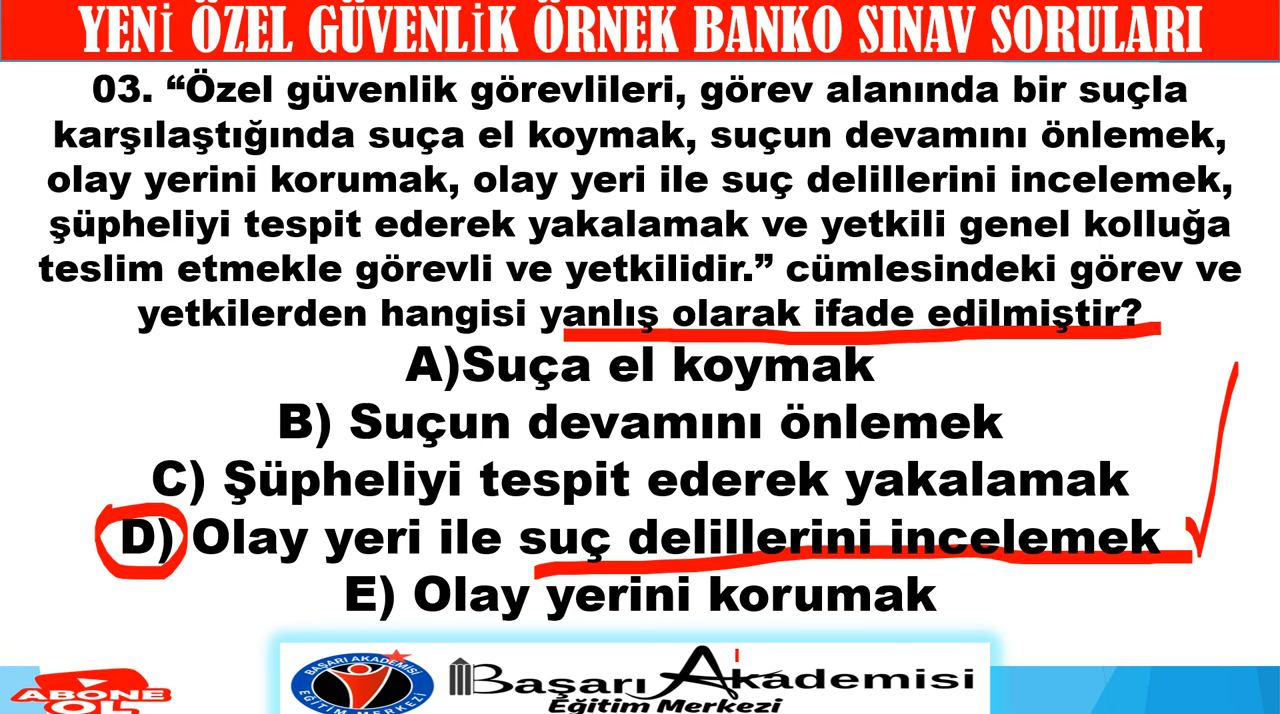 YENİ ÖZEL GÜVENLİK ÖRNEK BANKO SINAV SORULARI
03. “Özel güvenlik görevlileri, görev alanında bir suçla
karşılaştığında suça el koymak, suçun devamını önlemek,
olay yerini korumak, olay yeri ile suç delillerini incelemek,
şüpheliyi tespit ederek yakalamak ve yetkili genel kolluğa
teslim etmekle görevli ve yetkilidir.” cümlesindeki görev ve
yetkilerden hangisi yanlış olarak ifade edilmiştir?
A)Suça el koymak
B) Suçun devamını önlemek
C) Şüpheliyi tespit ederek yakalamak
D) Olay yeri ile suç delillerini incelemek
E) Olay yerini korumak
ABONE
OL
BAŞARI AKADEMİSİ
EĞİTİM MERKEZİ
Başarı Akademisi
Eğitim Merkezi